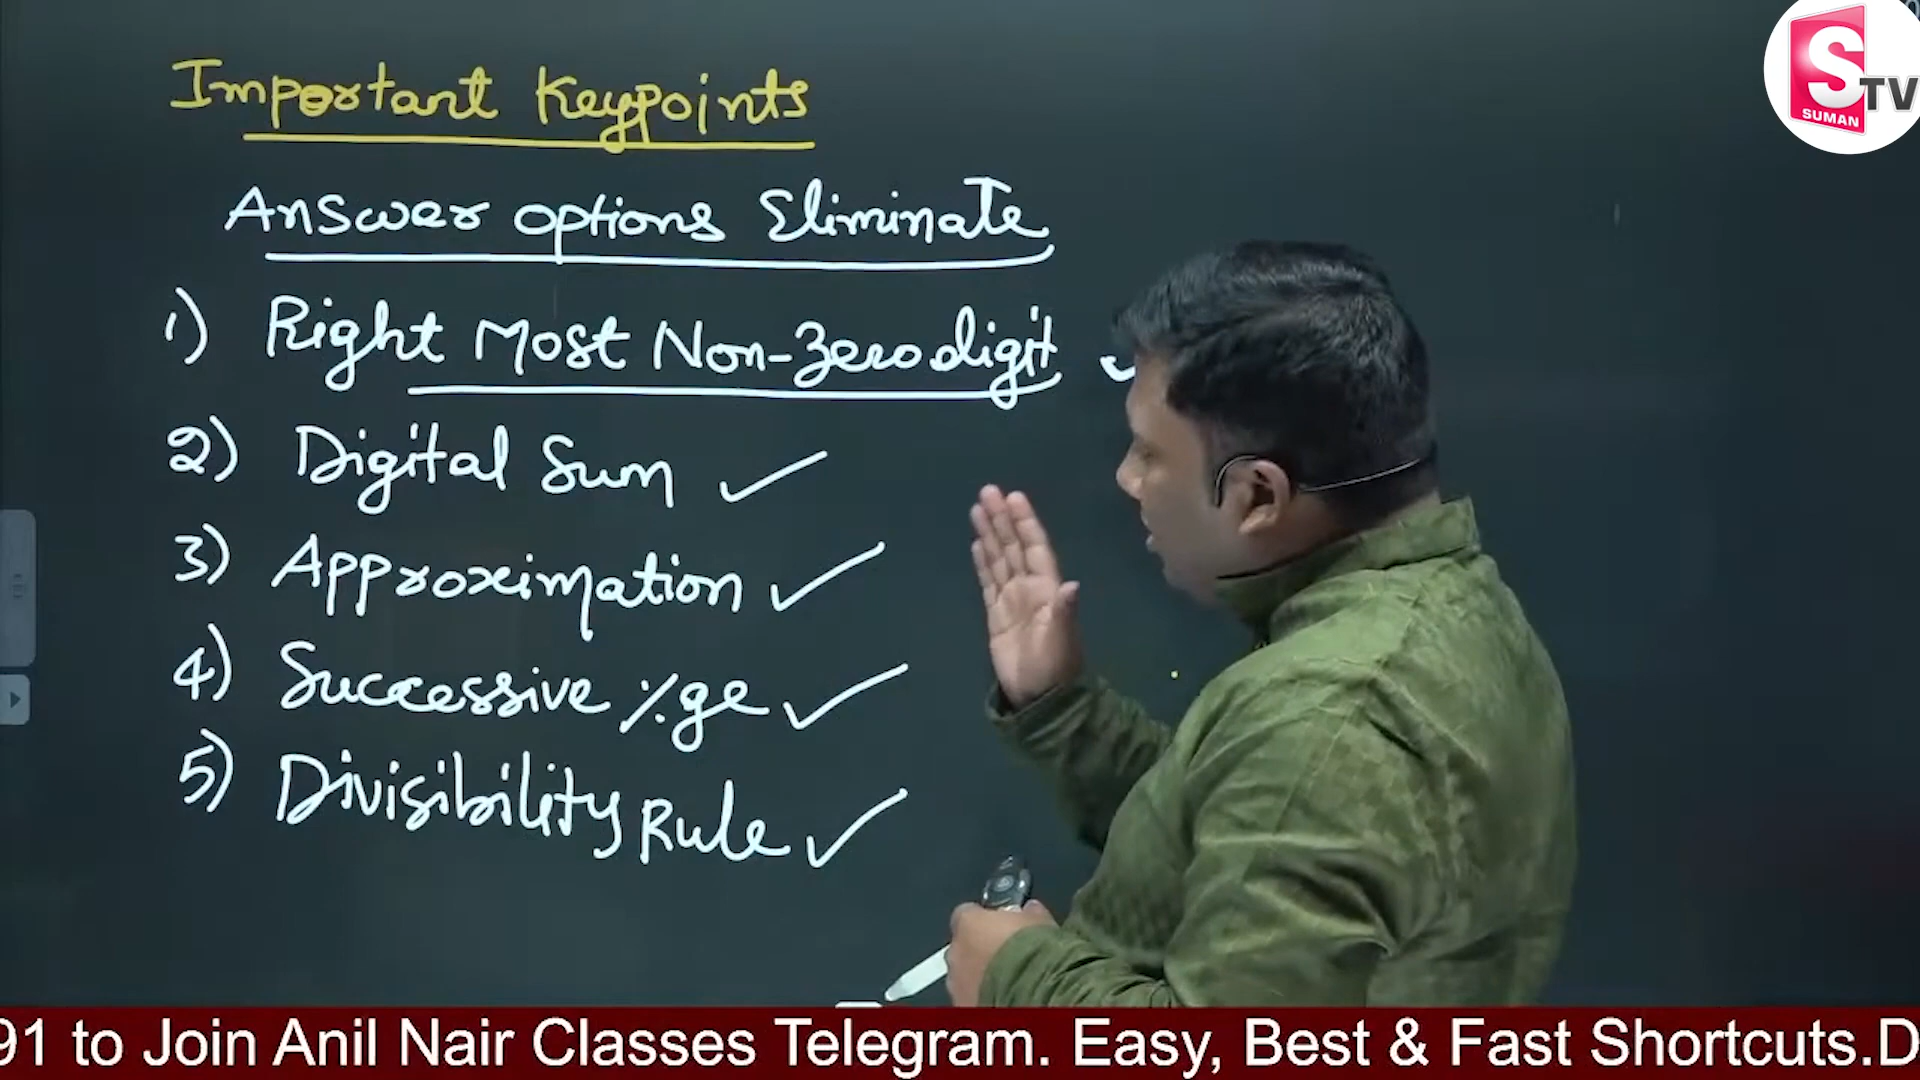 S
TV
SUMAN
Important Keypoints
Answer options Eliminate
1) Right Most Non-Zero digit
2) Digital Sum
3) Approximation
4) Successive %ge
5) Divisibility Rule
91 to Join Anil Nair Classes Telegram. Easy, Best & Fast Shortcuts.D